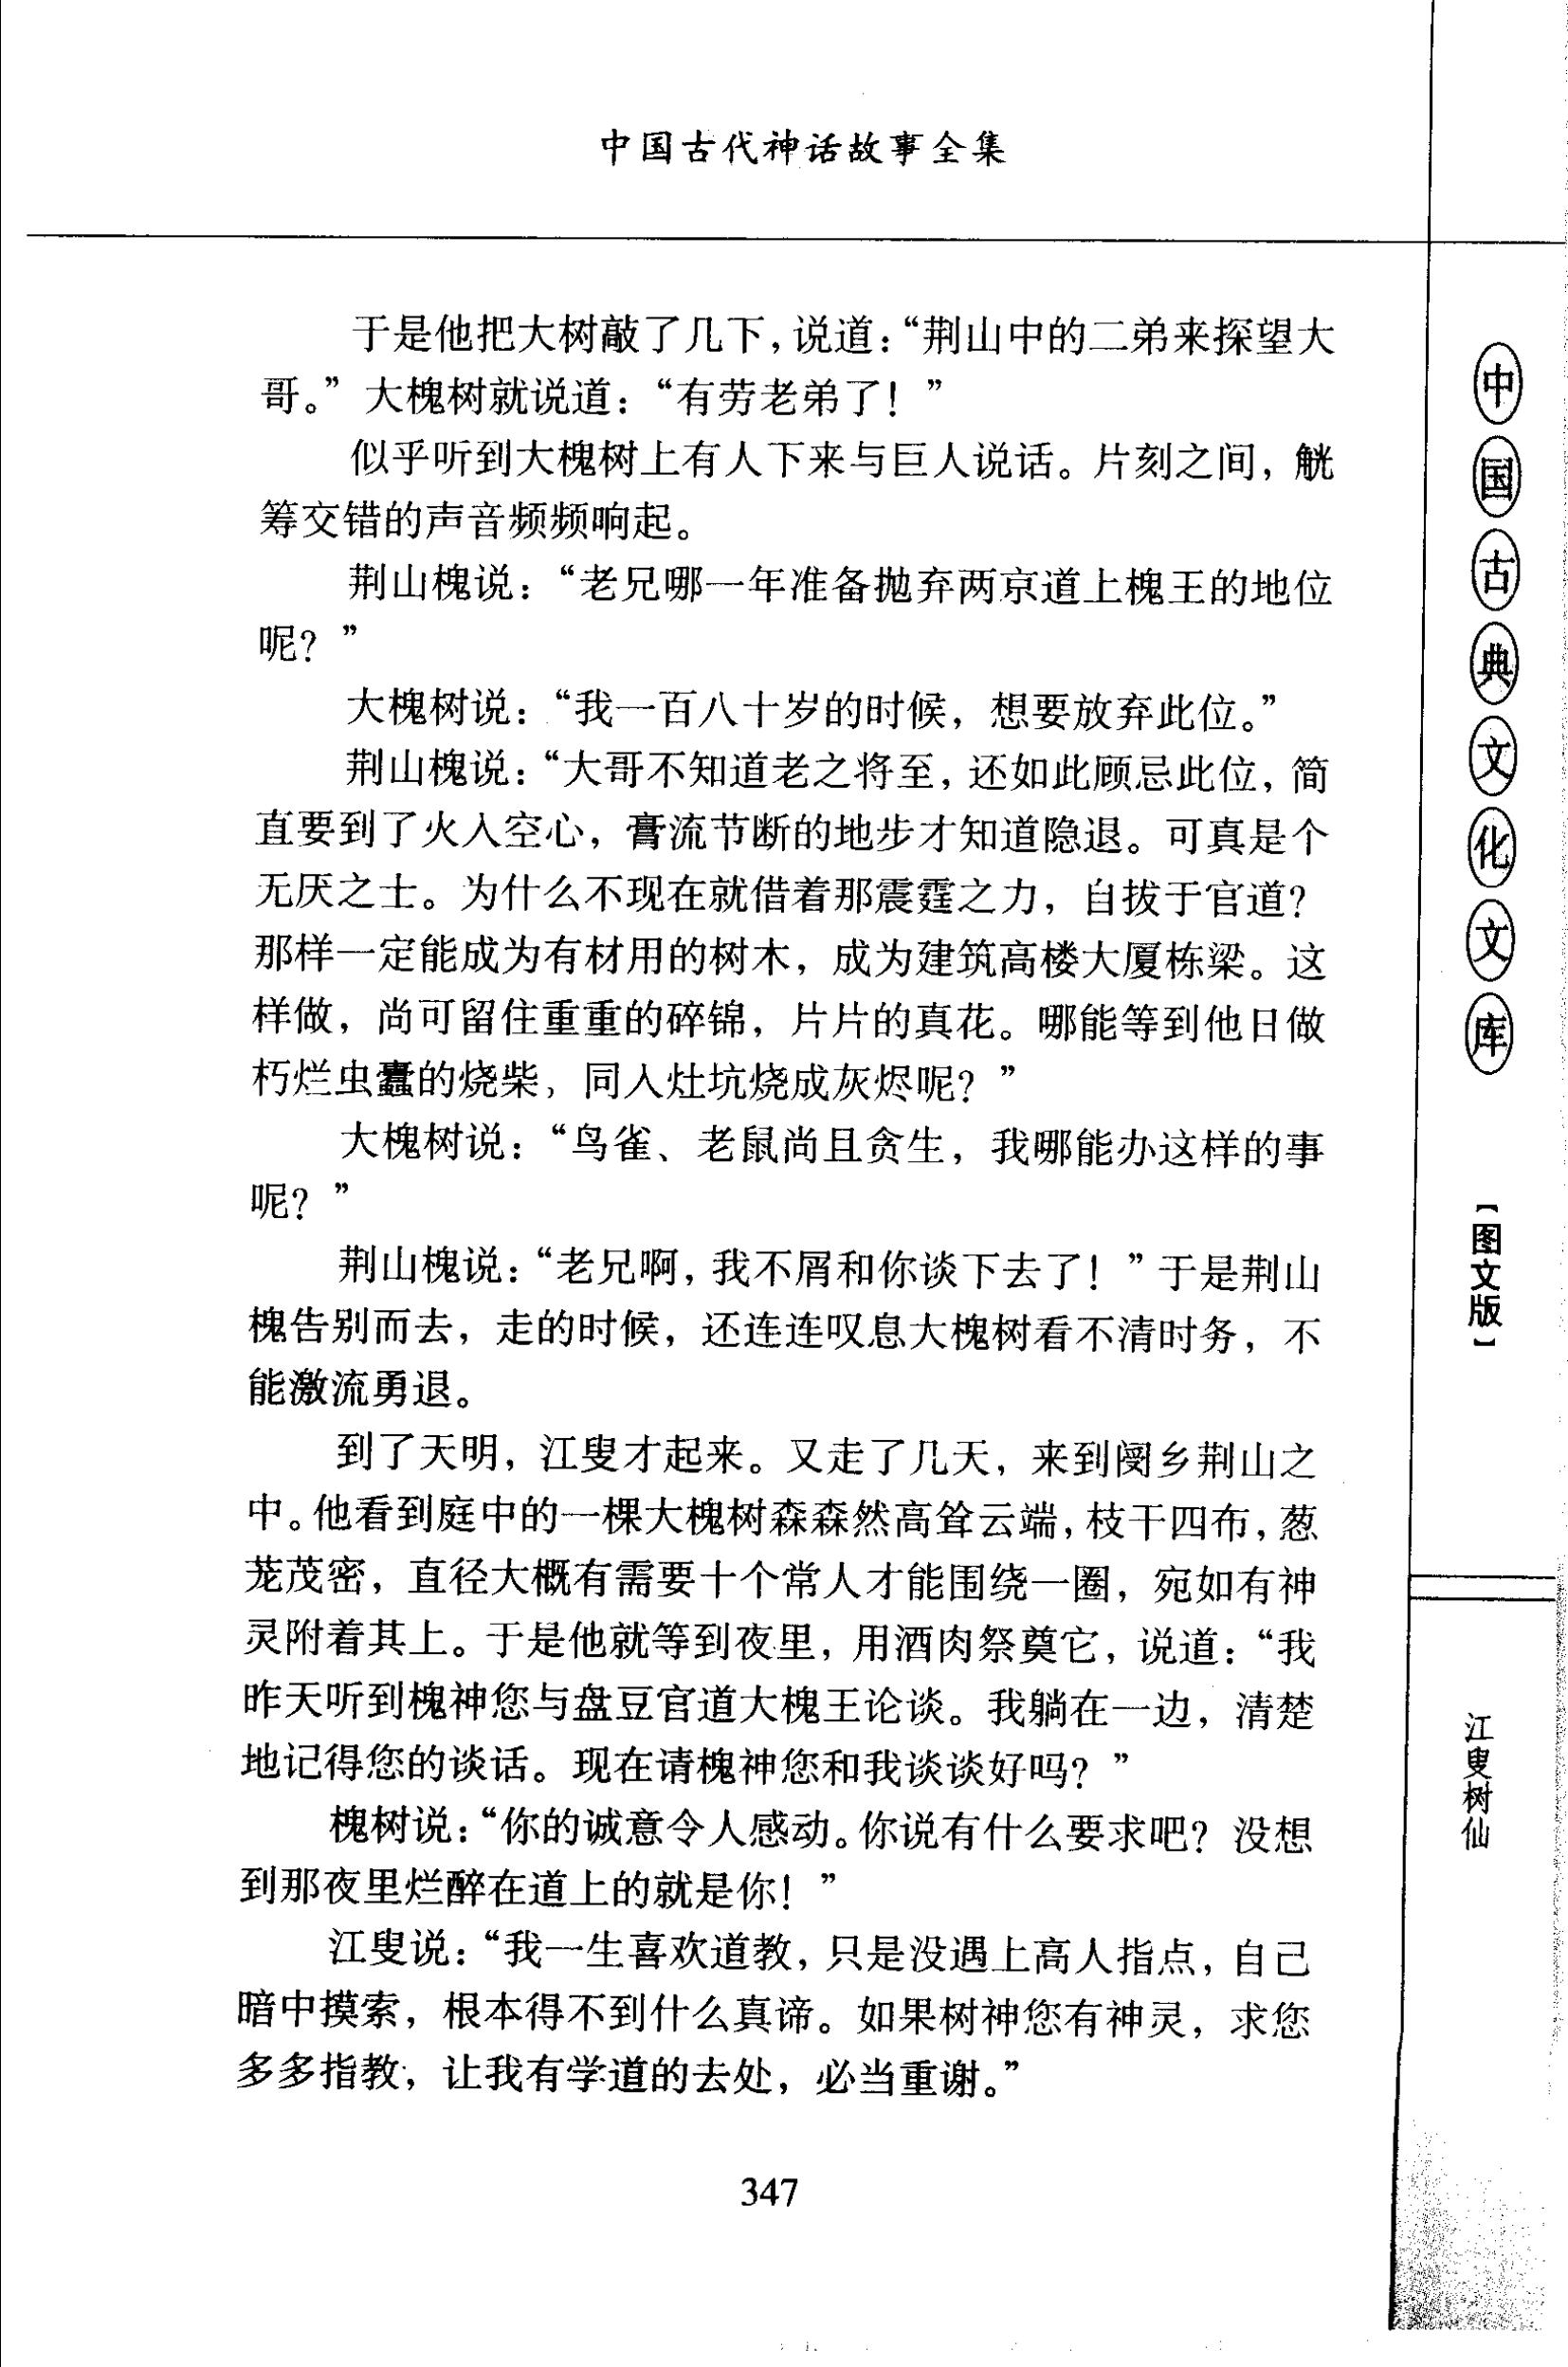 中国古代神话故事全集
于是他把大树敲了几下，说道：“荆山中的二弟来探望大
哥。”大槐树就说道：“有劳老弟了！”
似乎听到大槐树上有人下来与巨人说话。片刻之间，觥
筹交错的声音频频响起。
荆山槐说：“老兄哪一年准备抛弃两京道上槐王的地位
呢？”
大槐树说：“我一百八十岁的时候，想要放弃此位。”
荆山槐说：“大哥不知道老之将至，还如此顾忌此位，简
直要到了火入空心，膏流节断的地步才知道隐退。可真是个
无厌之士。为什么不现在就借着那震霆之力，自拔于官道？
那样一定能成为有材用的树木，成为建筑高楼大厦栋梁。这
样做，尚可留住重重的碎锦，片片的真花。哪能等到他日做
朽烂虫蠹的烧柴，同入灶坑烧成灰烬呢？”
大槐树说：“鸟雀、老鼠尚且贪生，我哪能办这样的事
呢？”
荆山槐说：“老兄啊，我不屑和你谈下去了！”于是荆山
槐告别而去，走的时候，还连连叹息大槐树看不清时务，不
能激流勇退。
到了天明，江叟才起来。又走了几天，来到阌乡荆山之
中。他看到庭中的一棵大槐树森森然高耸云端，枝干四布，葱
茏茂密，直径大概有需要十个常人才能围绕一圈，宛如有神
灵附着其上。于是他就等到夜里，用酒肉祭奠它，说道：“我
昨天听到槐神您与盘豆官道大槐王论谈。我躺在一边，清楚
地记得您的谈话。现在请槐神您和我谈谈好吗？”
槐树说：“你的诚意令人感动。你说有什么要求吧？没想
到那夜里烂醉在道上的就是你！”
江叟说：“我一生喜欢道教，只是没遇上高人指点，自己
暗中摸索，根本得不到什么真谛。如果树神您有神灵，求您
多多指教，让我有学道的去处，必当重谢。”
347
中国古典文化文库
【图文版】
江叟树仙